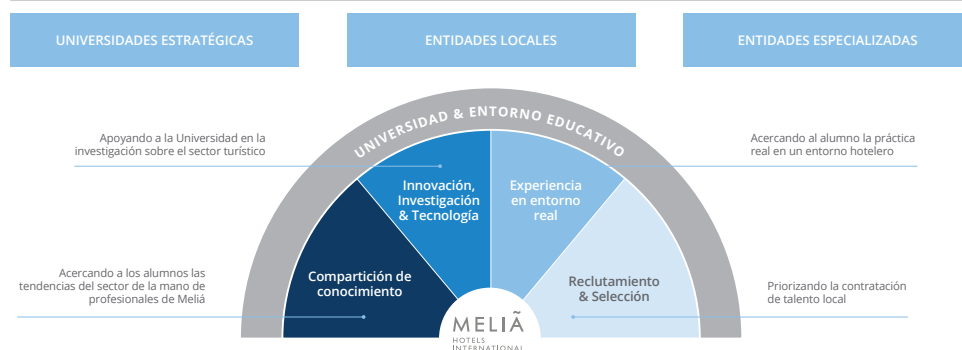 UNIVERSIDADES ESTRATÉGICAS
ENTIDADES LOCALES
ENTIDADES ESPECIALIZADAS
UNIVERSIDAD & ENTORNO EDUCATIVO
Apoyando a la Universidad en la
investigación sobre el sector turístico
Acercando al alumno la práctica
real en un entorno hotelero
Innovación,
Investigación
& Tecnología
Experiencia
en entorno
real
Acercando a los alumnos las
tendencias del sector de la mano de
profesionales de Meliá
Compartición de
conocimiento
Reclutamiento
& Selección
Priorizando la contratación
de talento local
MELIÃ
HOTELS
INTERNATIONAL